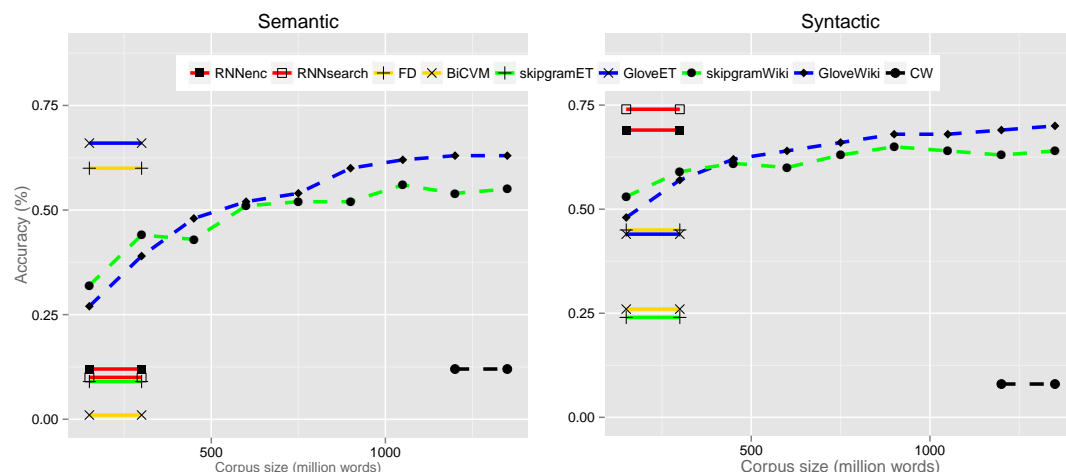 Semantic
Syntactic
RNNenc RNNsearch FD BiCVM skipgramET GloveET skipgramWiki GloveWiki CW
Accuracy (%)
0.75
0.50
0.25
0.00
500
1000
Corpus size (million words)
0.75
0.50
0.25
0.00
500
1000
Corpus size (million words)